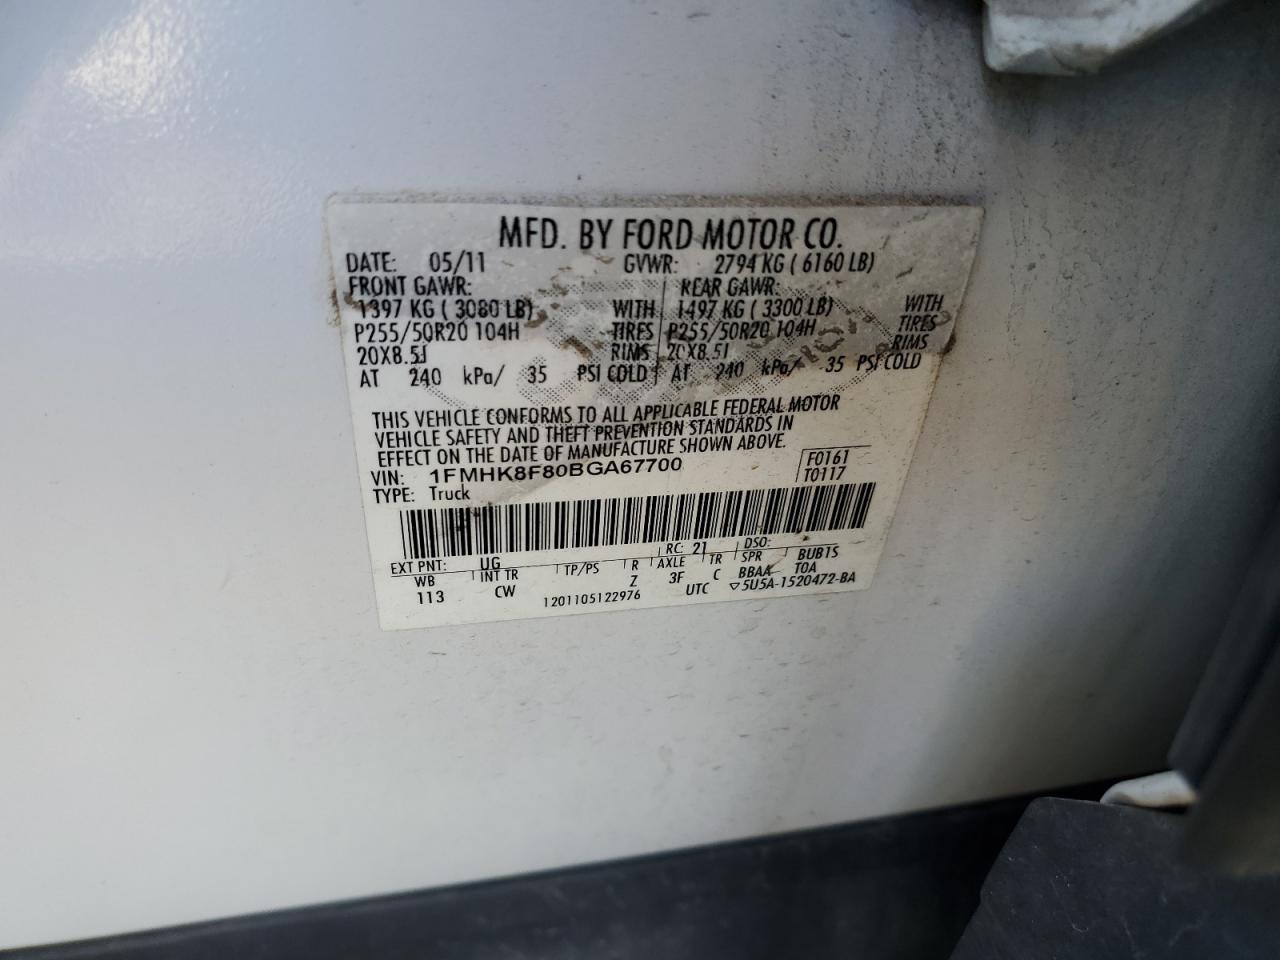 MFD. BY FORD MOTOR CO.
DATE: 05/11 GVWR: 2794 KG ( 6160 LB)
FRONT GAWR: REAR GAWR:
1397 KG ( 3080 LB) WITH 1497 KG ( 3300 LB) WITH
P255/50R20 104H TIRES P255/50R20 104H TIRES
20X8.5J RIMS 20X8.5J RIMS
AT 240 kPa/ 35 PSI COLD AT 240 kPa/ 35 PSI COLD
THIS VEHICLE CONFORMS TO ALL APPLICABLE FEDERAL MOTOR
VEHICLE SAFETY AND THEFT PREVENTION STANDARDS IN
EFFECT ON THE DATE OF MANUFACTURE SHOWN ABOVE.
VIN: 1FMHK8F80BGA67700 F0161
TYPE: Truck T0117
EXT PNT: UG RC: 21 DSO:
WB INT TR TP/PS R AXLE TR SPR BUB1S
113 CW Z 3F C BBAA TOA
1201105122976 UTC ▽5U5A-1520472-BA